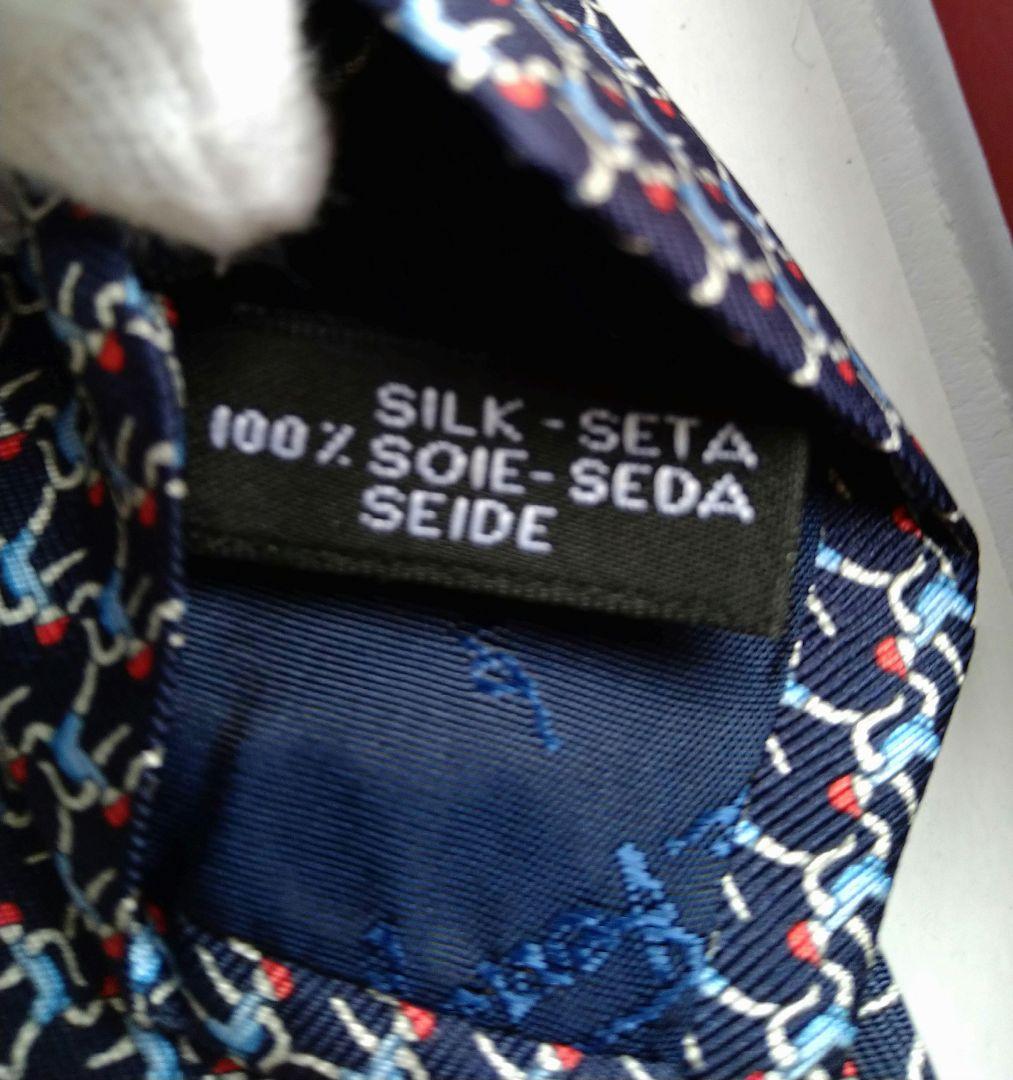 SILK - SETA
100% SOIE - SEDA
SEIDE